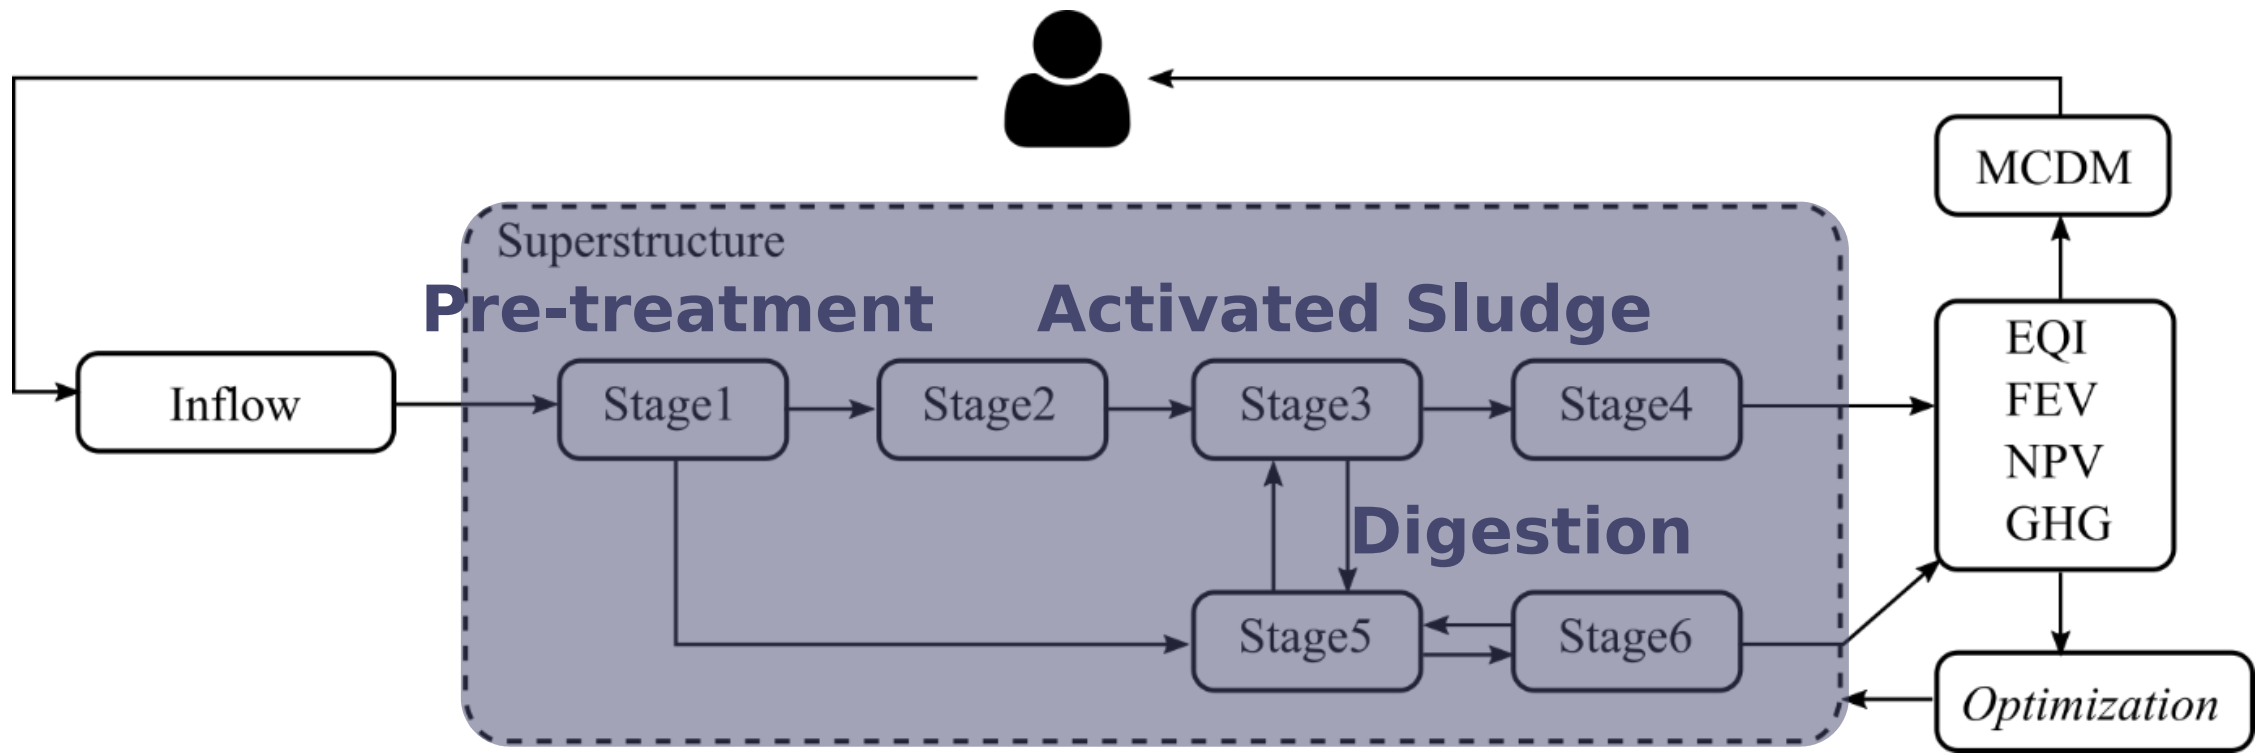 MCDM
Superstructure
Pre-treatment
Activated Sludge
Inflow
Stage1
Stage2
Stage3
Stage4
EQI
FEV
NPV
GHG
Digestion
Stage5
Stage6
Optimization